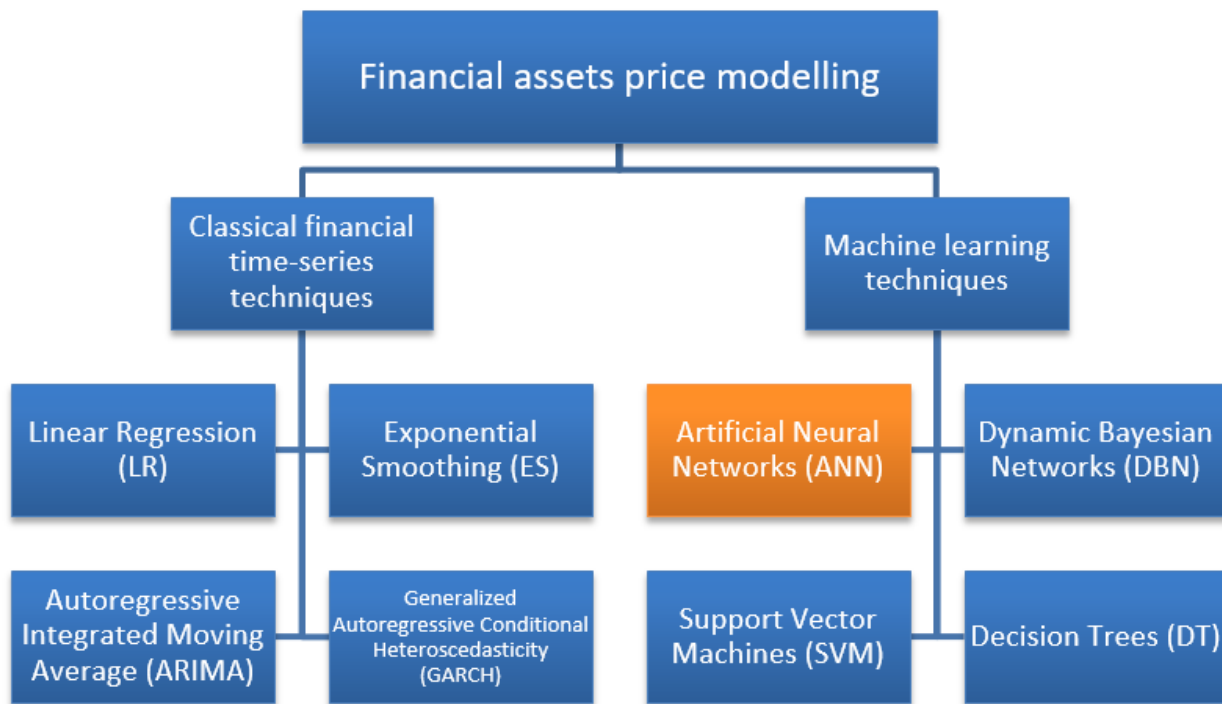 Financial assets price modelling
Classical financial
time-series
techniques
Machine learning
techniques
Linear Regression
(LR)
Exponential
Smoothing (ES)
Artificial Neural
Networks (ANN)
Dynamic Bayesian
Networks (DBN)
Autoregressive
Integrated Moving
Average (ARIMA)
Generalized
Autoregressive Conditional
Heteroscedasticity
(GARCH)
Support Vector
Machines (SVM)
Decision Trees (DT)